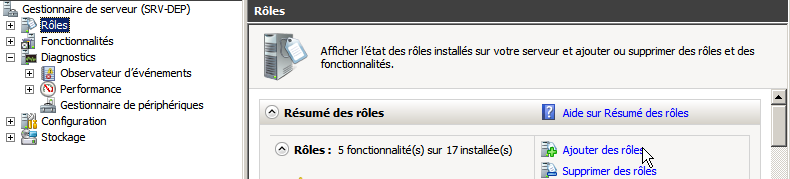 Gestionnaire de serveur (SRV-DEP)
Rôles
Fonctionnalités
Diagnostics
Observateur d'événements
Performance
Gestionnaire de périphériques
Configuration
Stockage
Rôles
Afficher l'état des rôles installés sur votre serveur et ajouter ou supprimer des rôles et des
fonctionnalités.
Résumé des rôles
Aide sur Résumé des rôles
Rôles : 5 fonctionnalité(s) sur 17 installée(s)
Ajouter des rôles
Supprimer des rôles